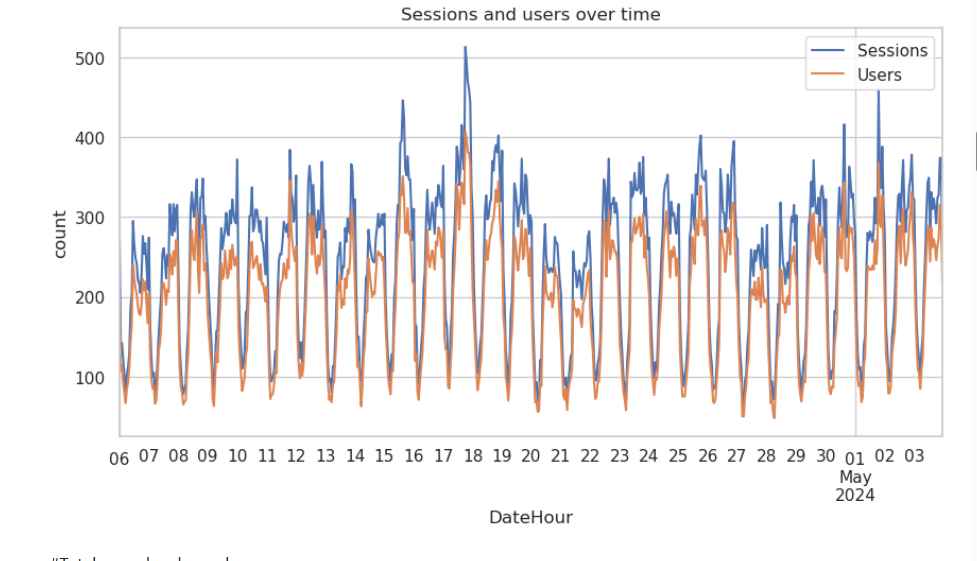 Sessions and users over time
500
400
300
200
100
count
Sessions
Users
06 07 08 09 10 11 12 13 14 15 16 17 18 19 20 21 22 23 24 25 26 27 28 29 30 01 02 03
May
2024
DateHour